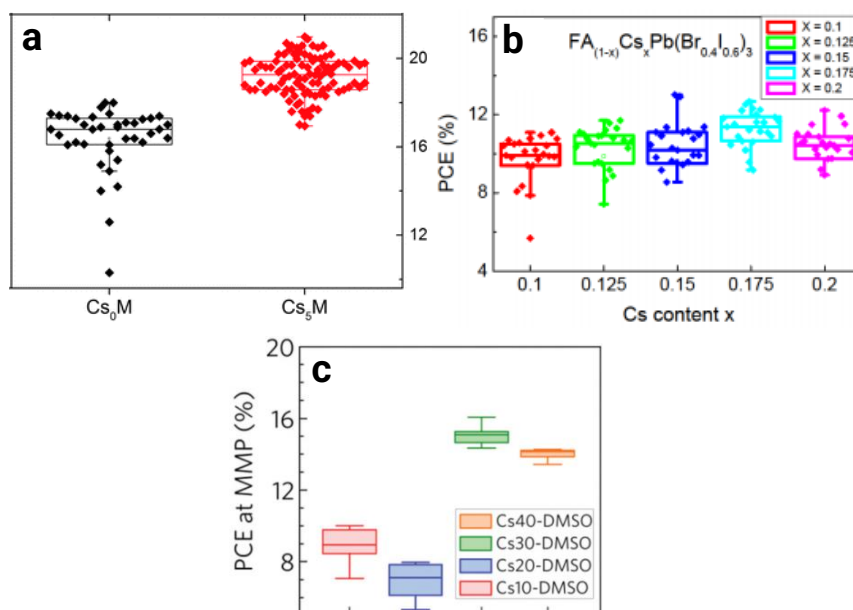 a
20
18
16
14
12
Cs₀M
Cs₅M
b
FA₍₁₋ₓ₎CsₓPb(Br₀.₄I₀.₆)₃
X = 0.1
X = 0.125
X = 0.15
X = 0.175
X = 0.2
PCE (%)
16
12
8
4
0.1
0.125
0.15
0.175
0.2
Cs content x
c
PCE at MMP (%)
20
16
12
8
Cs40-DMSO
Cs30-DMSO
Cs20-DMSO
Cs10-DMSO